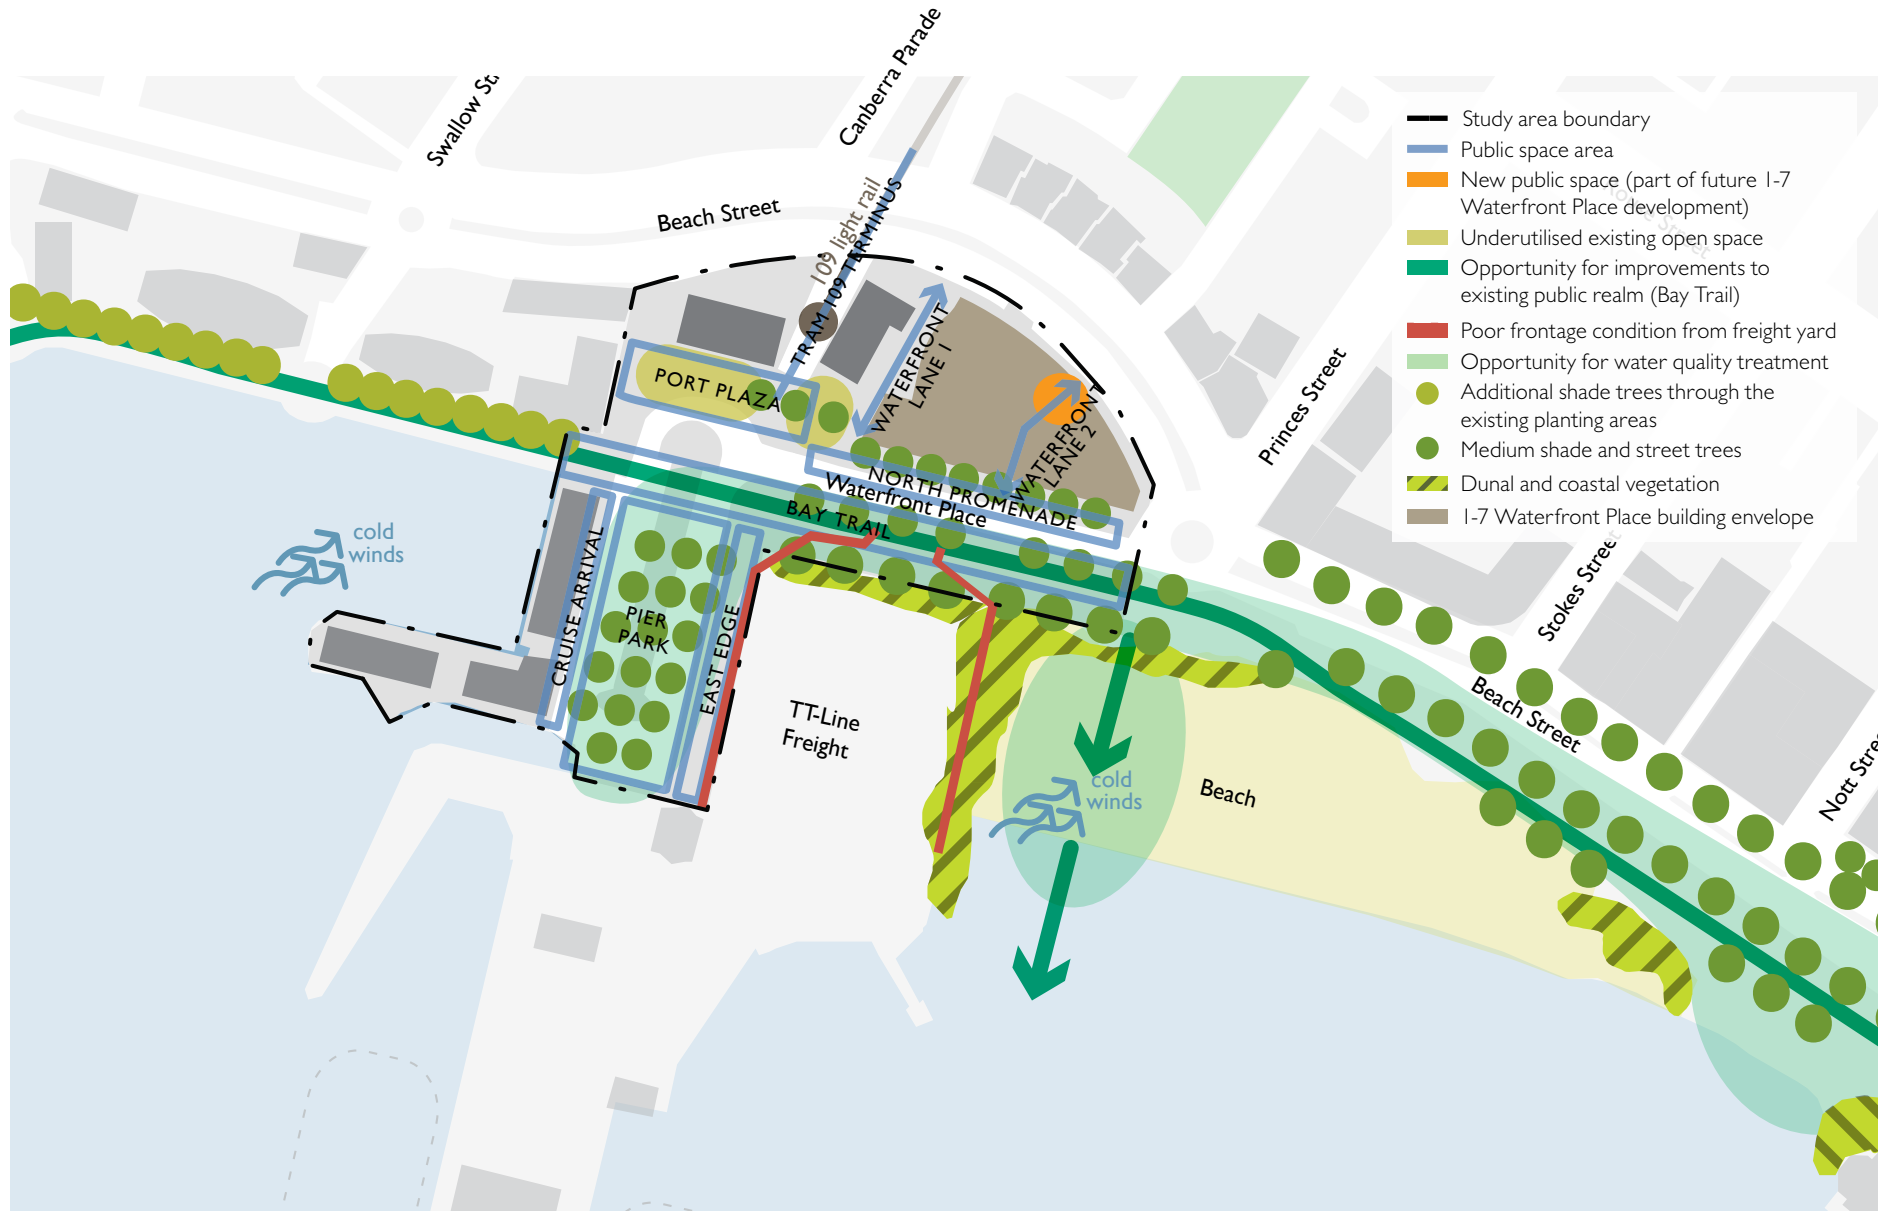 Swallow St
Canberra Parade
Beach Street
109 light rail
TRAM 109 TERMINUS
Study area boundary
Public space area
New public space (part of future 1-7
Waterfront Place development)
Underutilised existing open space
Opportunity for improvements to
existing public realm (Bay Trail)
Poor frontage condition from freight yard
Opportunity for water quality treatment
Additional shade trees through the
existing planting areas
Medium shade and street trees
Dunal and coastal vegetation
1-7 Waterfront Place building envelope
PORT PLAZA
WATERFRONT
LANE 1
WATERFRONT
LANE 2
NORTH PROMENADE
Waterfront Place
BAY TRAIL
Princes Street
Stokes Street
Beach Street
Nott Stre
cold
winds
CRUISE ARRIVAL
PIER
PARK
EAST EDGE
TT-Line
Freight
cold
winds
Beach